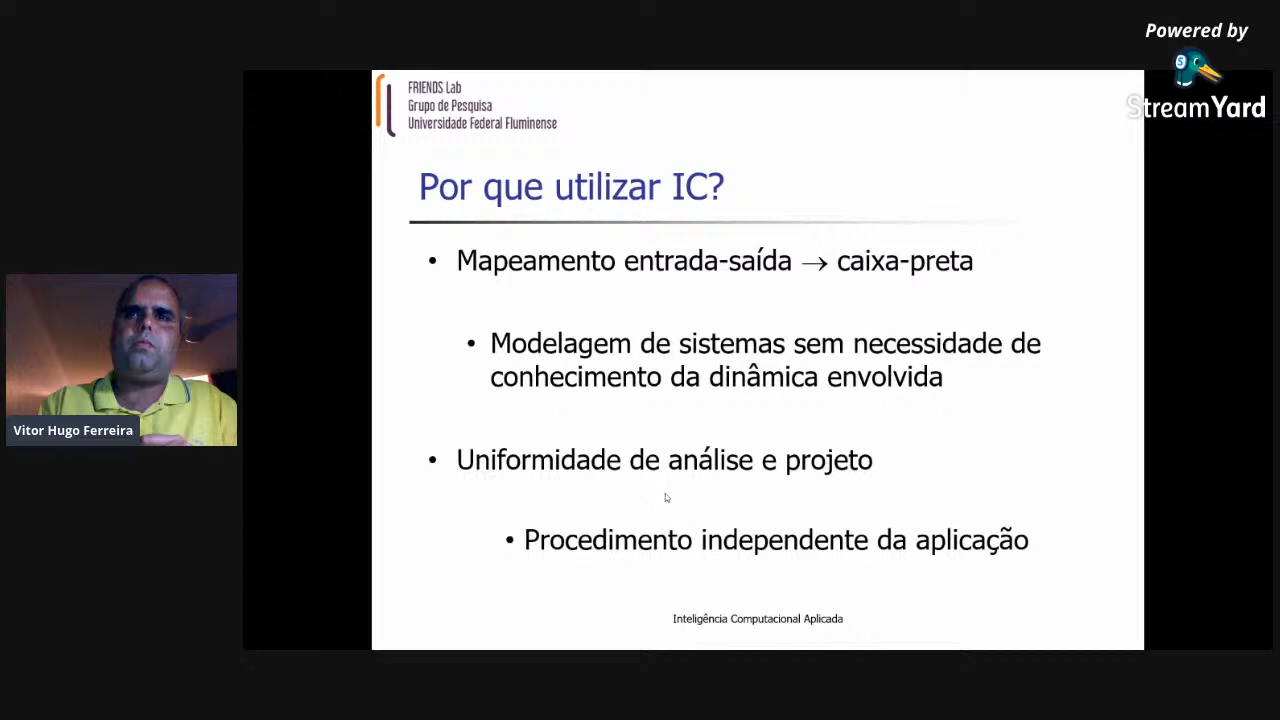 Powered by
StreamYard
FRIENDS Lab
Grupo de Pesquisa
Universidade Federal Fluminense
Por que utilizar IC?
• Mapeamento entrada-saída → caixa-preta
• Modelagem de sistemas sem necessidade de
conhecimento da dinâmica envolvida
• Uniformidade de análise e projeto
• Procedimento independente da aplicação
Inteligência Computacional Aplicada
Vitor Hugo Ferreira